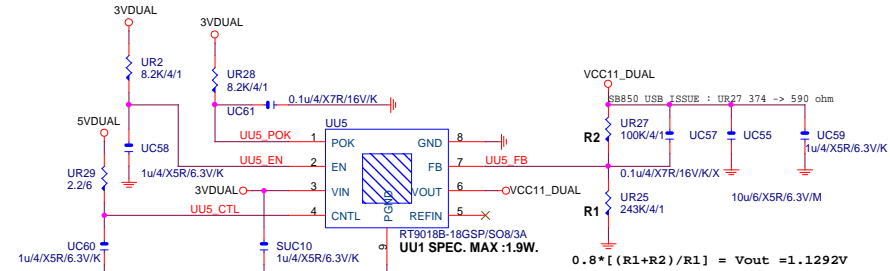 3VDUAL
3VDUAL
UR2
8.2K/4/1
UR28
8.2K/4/1
VCC11_DUAL
SB850 USB ISSUE : UR27 374 -> 590 ohm
0.1u/4/X7R/16V/K
UC61
5VDUAL
UU5
UR27
100K/4/1
R2
UC57
UC55
UC59
1u/4/X5R/6.3V/K
UU5_POK
1
POK
GND
8
UC58
1u/4/X5R/6.3V/K
UU5_EN
2
EN
FB
7
UU5_FB
0.1u/4/X7R/16V/K/X
UR29
2.2/6
3VDUAL
3
VIN
VOUT
6
VCC11_DUAL
10u/6/X5R/6.3V/M
UR25
243K/4/1
R1
UU5_CTL
4
CNTL
PGND
REFIN
5
9
RT9018B-18GSP/SO8/3A
UU1 SPEC. MAX :1.9W.
UC60
1u/4/X5R/6.3V/K
SUC10
1u/4/X5R/6.3V/K
0.8*[(R1+R2)/R1] = Vout =1.1292V